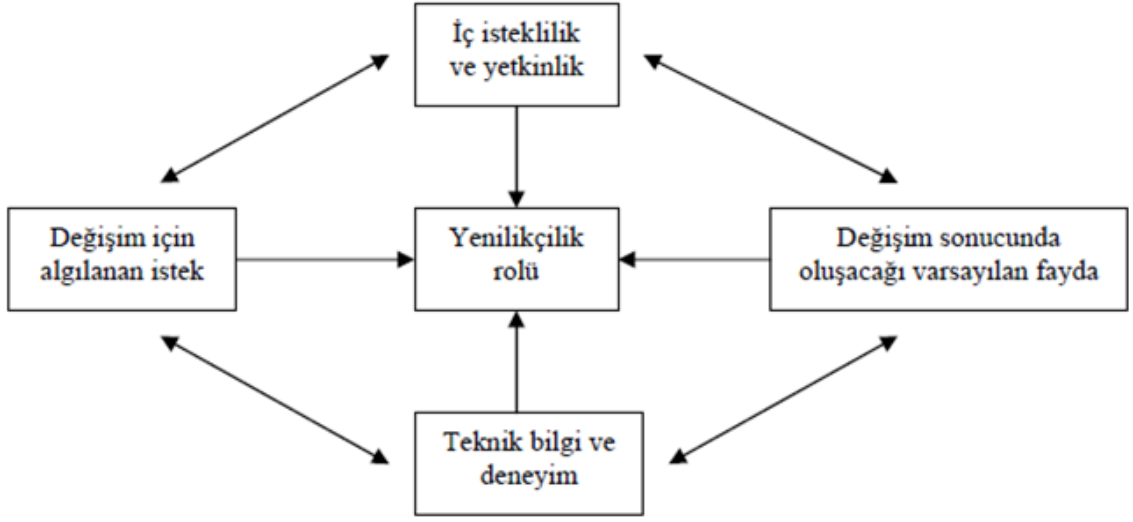 İç isteklilik
ve yetkinlik
Değişim için
algılanan istek
Yenilikçilik
rolü
Değişim sonucunda
oluşacağı varsayılan fayda
Teknik bilgi ve
deneyim